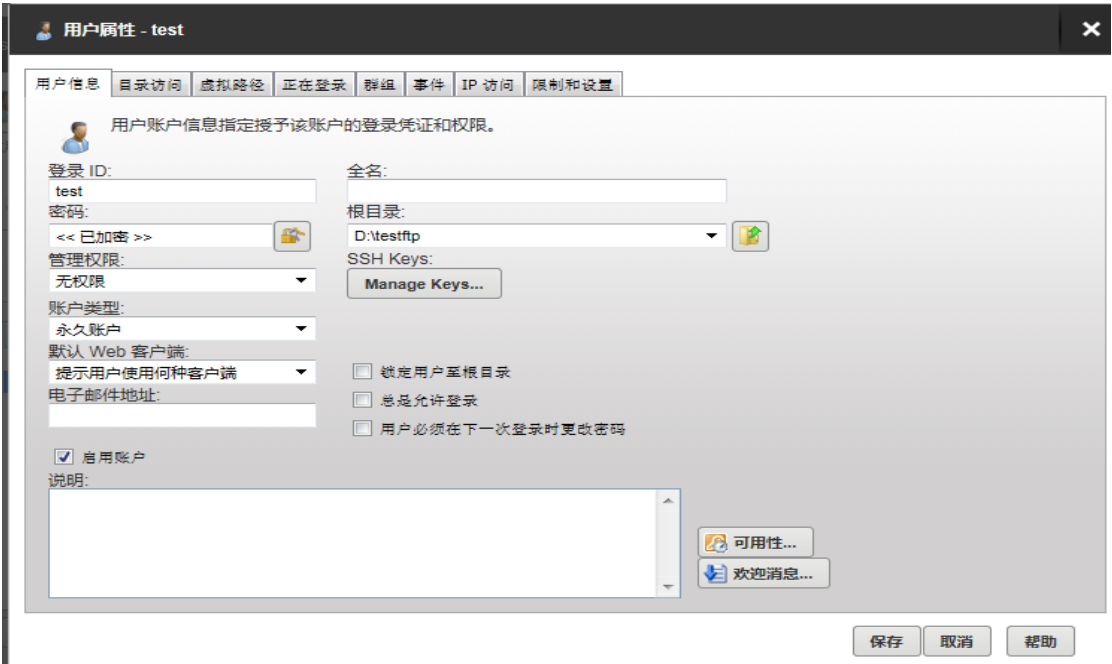 用户属性 - test
用户信息 目录访问 虚拟路径 正在登录 群组 事件 IP 访问 限制和设置
用户账户信息指定授予该账户的登录凭证和权限。
登录 ID: 全名:
test
密码: 根目录:
<< 已加密 >> D:\testftp
管理权限: SSH Keys:
无权限 Manage Keys...
账户类型:
永久账户
默认 Web 客户端:
提示用户使用何种客户端 锁定用户至根目录
电子邮件地址: 总是允许登录
用户必须在下一次登录时更改密码
启用账户
说明:
可用性...
欢迎消息...
保存 取消 帮助